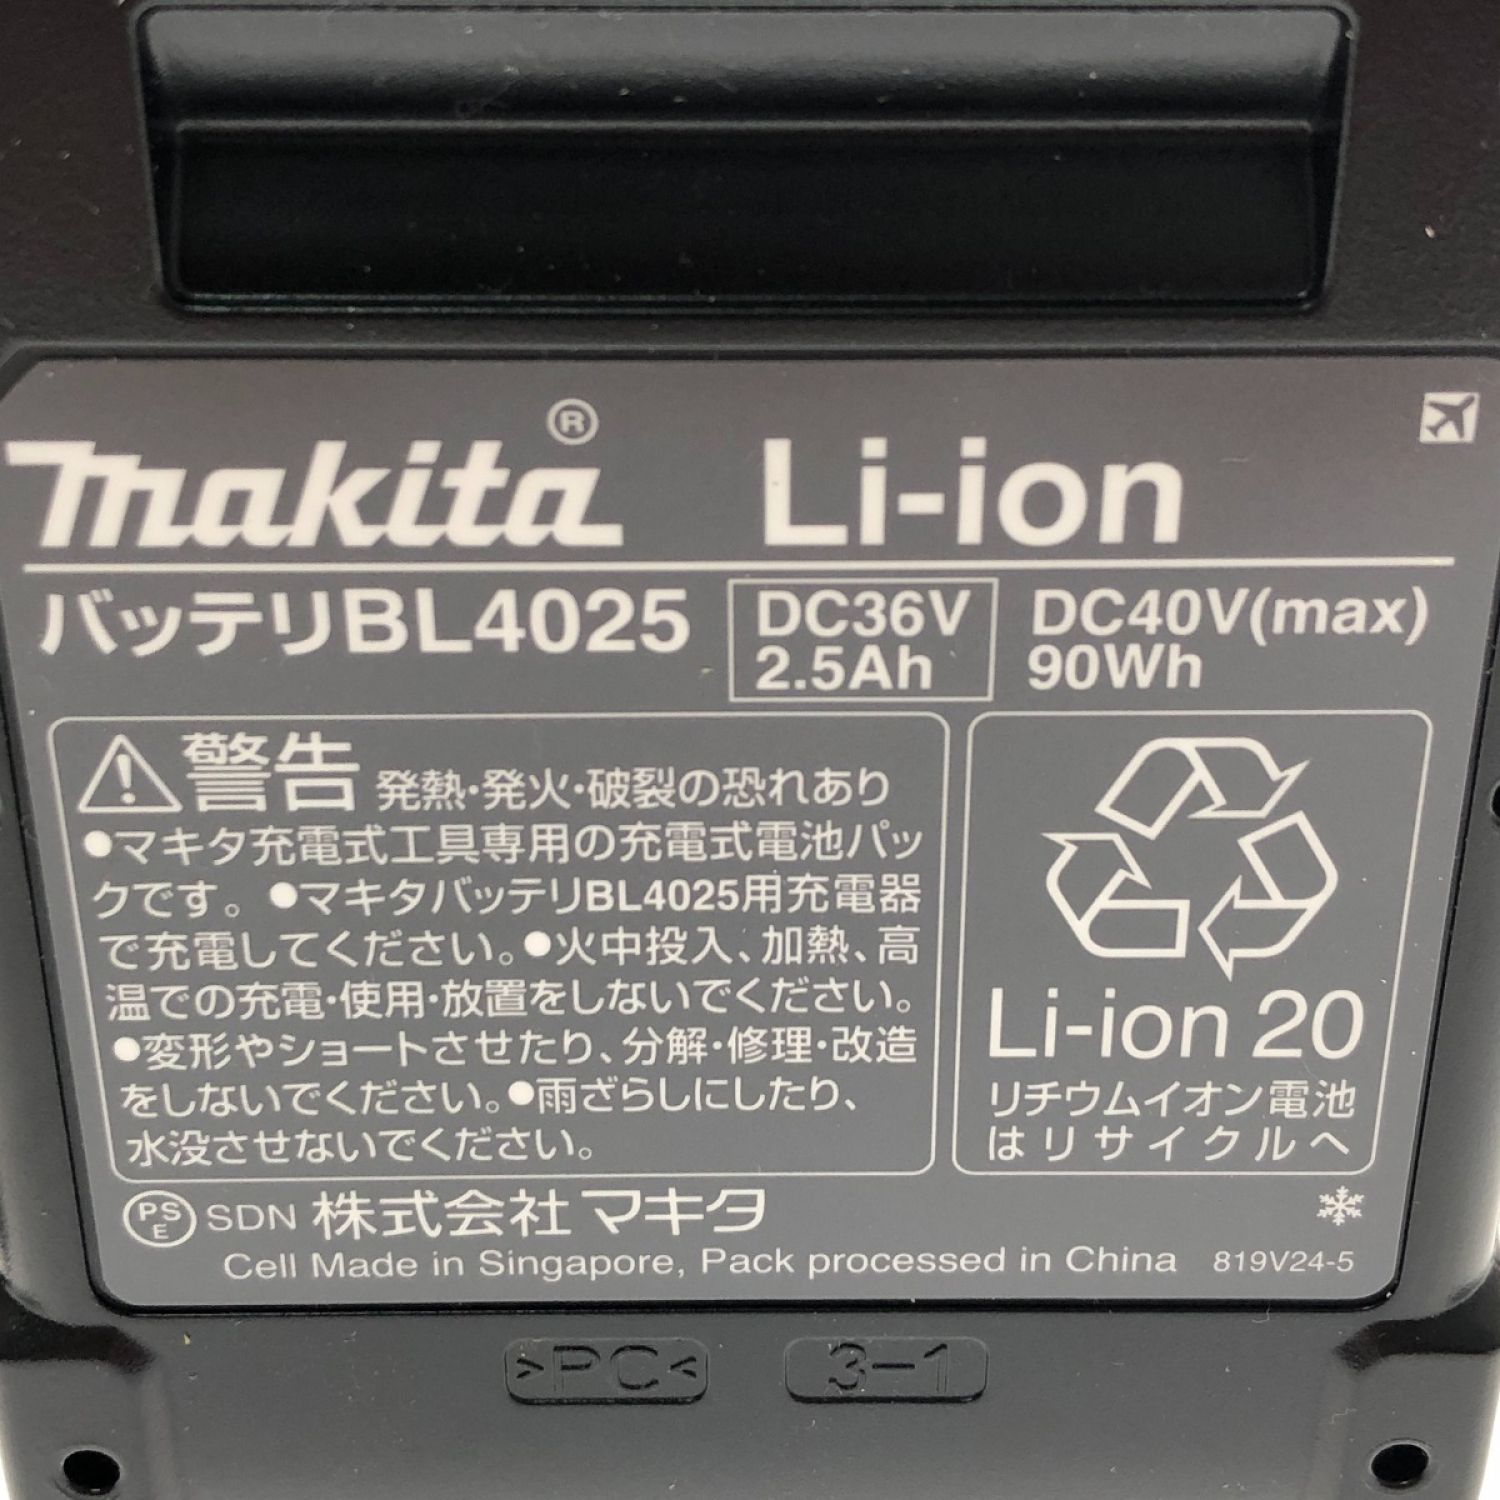 makita® Li-ion
バッテリBL4025 DC36V 2.5Ah DC40V(max) 90Wh
警告 発熱・発火・破裂の恐れあり
●マキタ充電式工具専用の充電式電池パッ
クです。●マキタバッテリBL4025用充電器
で充電してください。●火中投入、加熱、高
温での充電・使用・放置をしないでください。
●変形やショートさせたり、分解・修理・改造
をしないでください。●雨ざらしにしたり、
水没させないでください。
Li-ion 20
リチウムイオン電池
はリサイクルへ
PSE SDN 株式会社マキタ
Cell Made in Singapore, Pack processed in China 819V24-5
>PC< 3-1